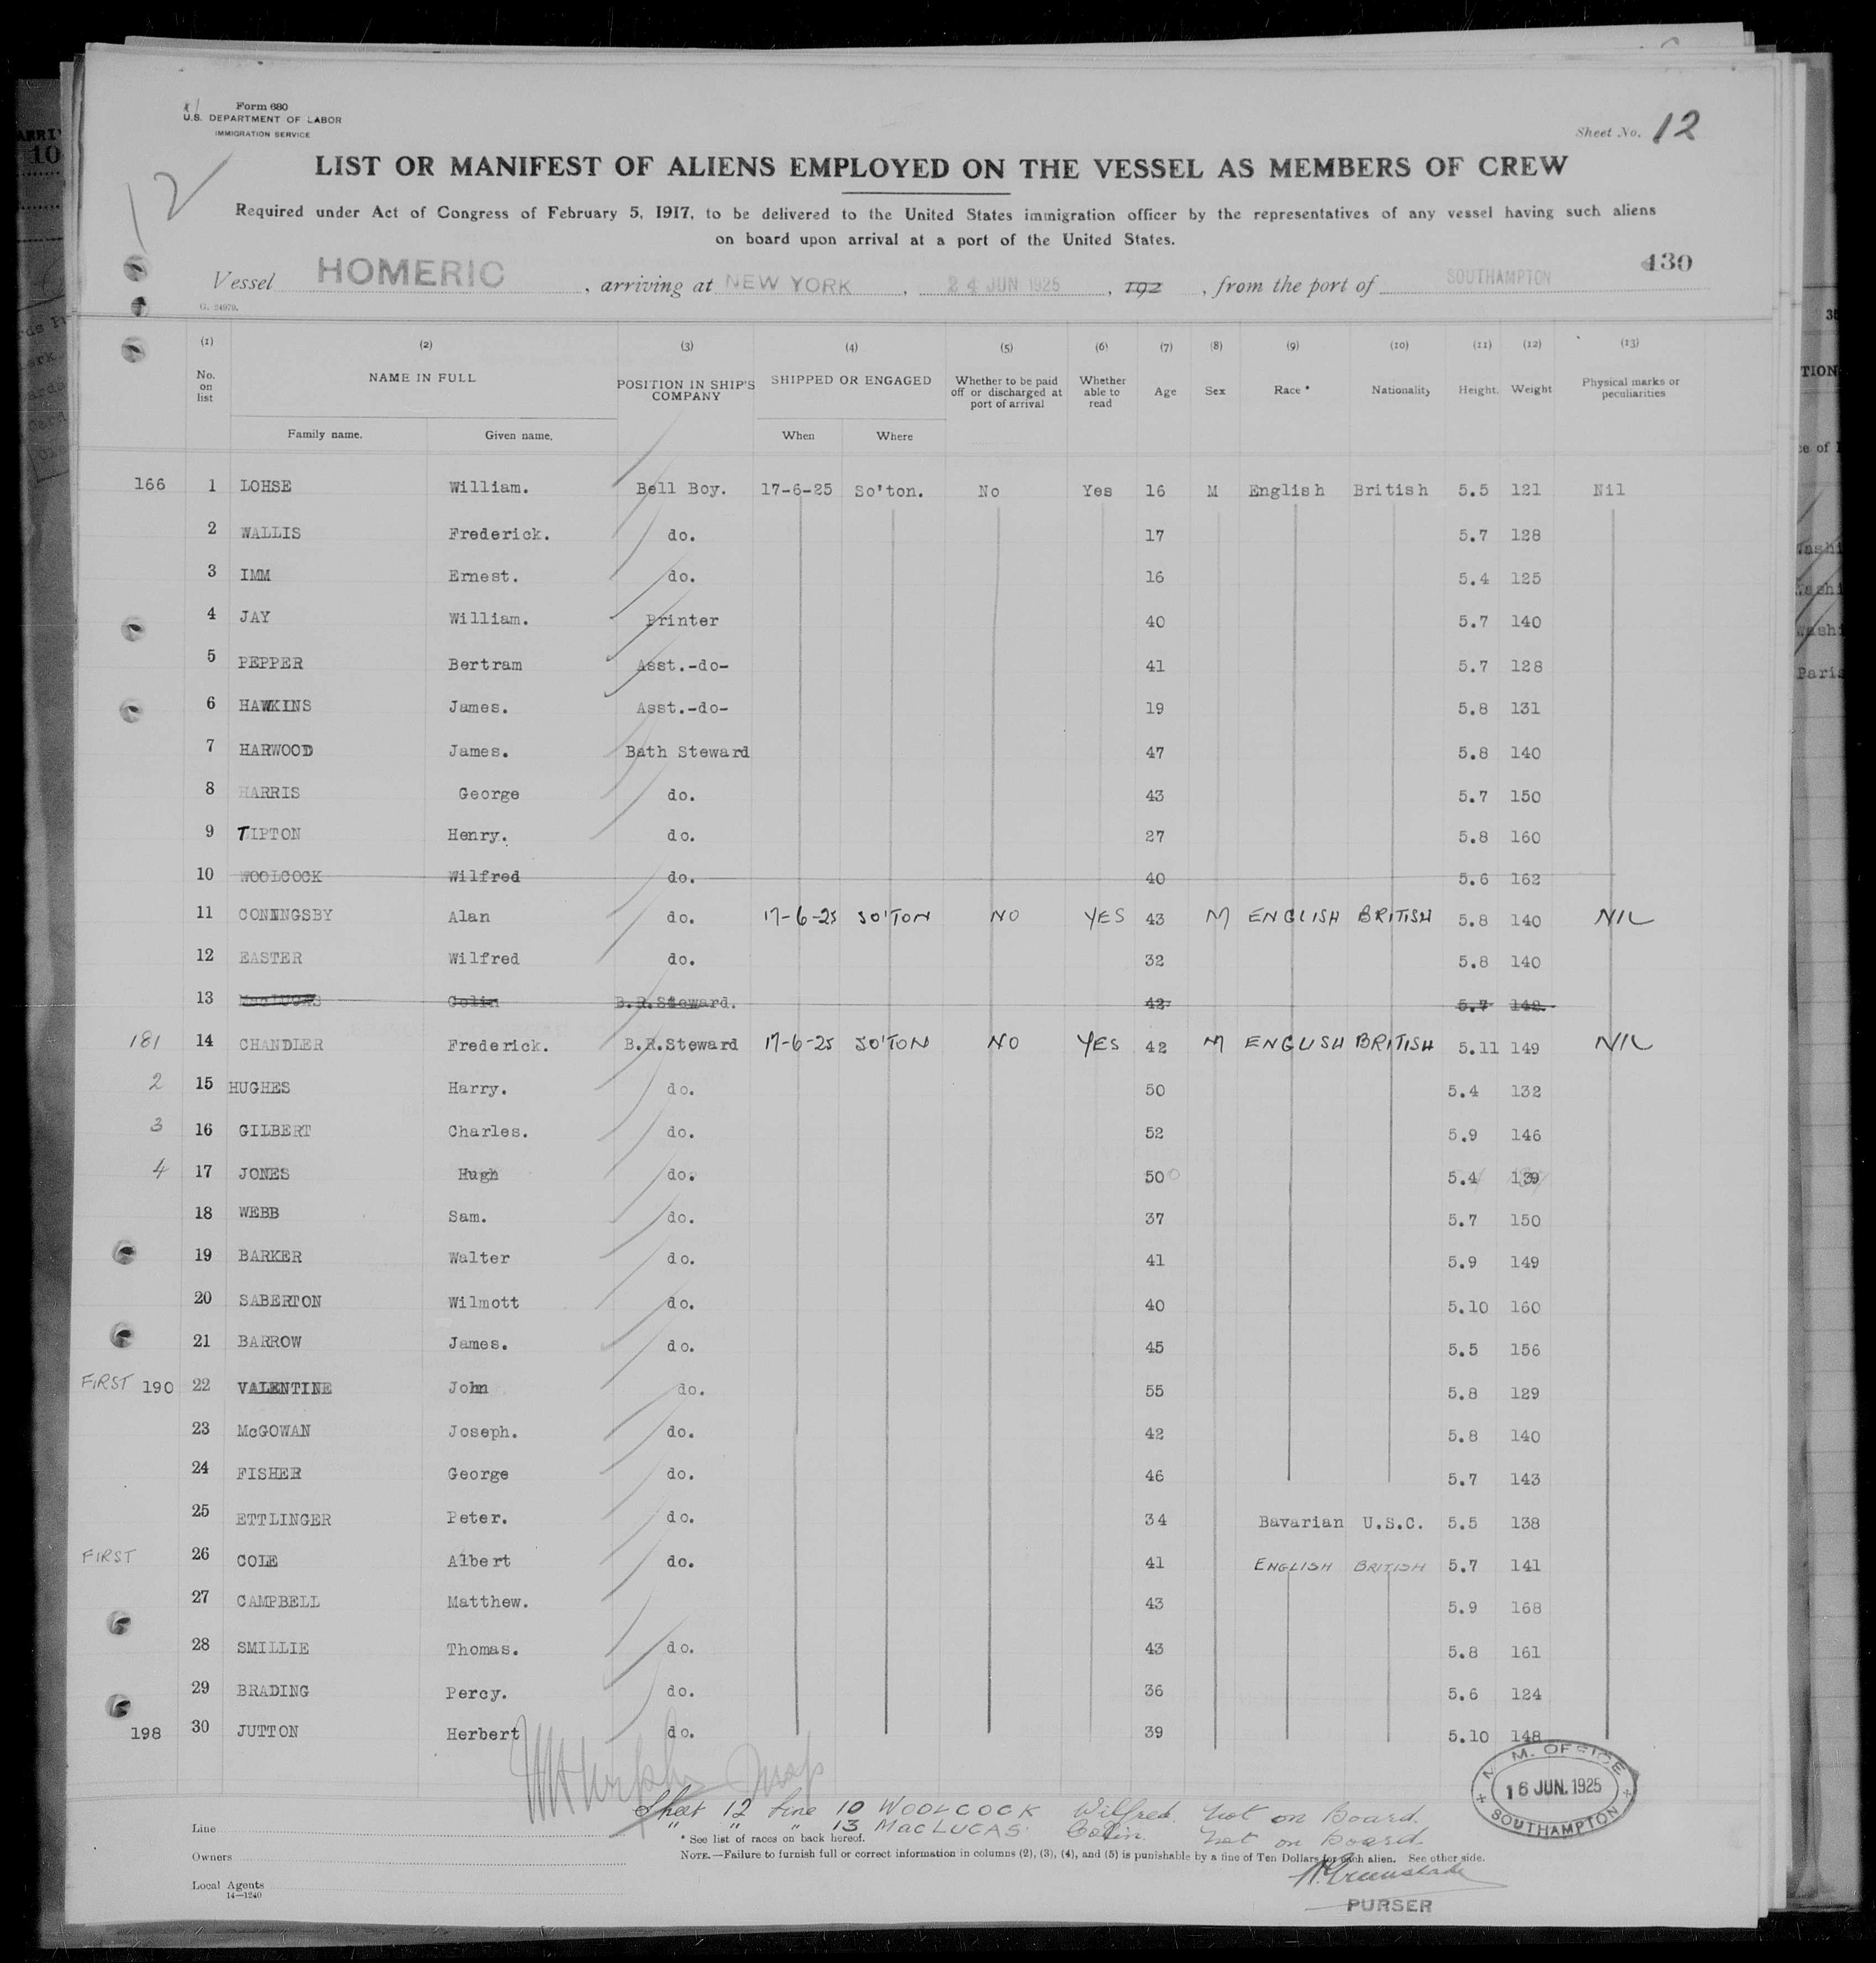 Form 680
U.S. DEPARTMENT OF LABOR
IMMIGRATION SERVICE
Sheet No. 12
12
LIST OR MANIFEST OF ALIENS EMPLOYED ON THE VESSEL AS MEMBERS OF CREW
Required under Act of Congress of February 5, 1917, to be delivered to the United States immigration officer by the representatives of any vessel having such aliens
on board upon arrival at a port of the United States.
130
Vessel HOMERIC, arriving at NEW YORK, 24 JUN 1925, 192 , from the port of SOUTHAMPTON
G. 24979.
(1) (2) (3) (4) (5) (6) (7) (8) (9) (10) (11) (12) (13)
No. on list NAME IN FULL POSITION IN SHIP'S COMPANY SHIPPED OR ENGAGED Whether to be paid off or discharged at port of arrival Whether able to read Age Sex Race * Nationality Height. Weight Physical marks or peculiarities
Family name. Given name. When Where
166 1 LOHSE William. Bell Boy. 17-6-25 So'ton. No Yes 16 M English British 5.5 121 Nil
2 WALLIS Frederick. do. 17 5.7 128
3 IMM Ernest. do. 16 5.4 125
4 JAY William. Printer 40 5.7 140
5 PEPPER Bertram Asst.-do- 41 5.7 128
6 HAWKINS James. Asst.-do- 19 5.8 131
7 HARWOOD James. Bath Steward 47 5.8 140
8 HARRIS George do. 43 5.7 150
9 TIPTON Henry. do. 27 5.8 160
10 WOOLCOCK Wilfred do. 40 5.6 162
11 CONINGSBY Alan do. 17-6-25 SO'TON NO YES 43 M ENGLISH BRITISH 5.8 140 NIL
12 EASTER Wilfred do. 32 5.8 140
13 MacLUCAS Colin B.R.Steward. 42 5.7 142
181 14 CHANDLER Frederick. B.R.Steward 17-6-25 SO'TON NO YES 42 M ENGLISH BRITISH 5.11 149 NIL
2 15 HUGHES Harry. do. 50 5.4 132
3 16 GILBERT Charles. do. 52 5.9 146
4 17 JONES Hugh do. 50 5.4 139
18 WEBB Sam. do. 37 5.7 150
19 BARKER Walter do. 41 5.9 149
20 SABERTON Wilmott do. 40 5.10 160
21 BARROW James. do. 45 5.5 156
FIRST 190 22 VALENTINE John do. 55 5.8 129
23 McGOWAN Joseph. do. 42 5.8 140
24 FISHER George do. 46 5.7 143
25 ETTLINGER Peter. do. 34 Bavarian U.S.C. 5.5 138
FIRST 26 COLE Albert do. 41 ENGLISH BRITISH 5.7 141
27 CAMPBELL Matthew. 43 5.9 168
28 SMILLIE Thomas. do. 43 5.8 161
29 BRADING Percy. do. 36 5.6 124
198 30 JUTTON Herbert do. 39 5.10 148
M. M. OFFICE
16 JUN. 1925
SOUTHAMPTON
Sheet 12 Line 10 WOOLCOCK Wilfred. Not on Board.
" " " 13 MacLUCAS Colin. Not on Board.
Line
* See list of races on back hereof.
Owners
NOTE.—Failure to furnish full or correct information in columns (2), (3), (4), and (5) is punishable by a fine of Ten Dollars for each alien. See other side.
Local Agents
14—1240
PURSER